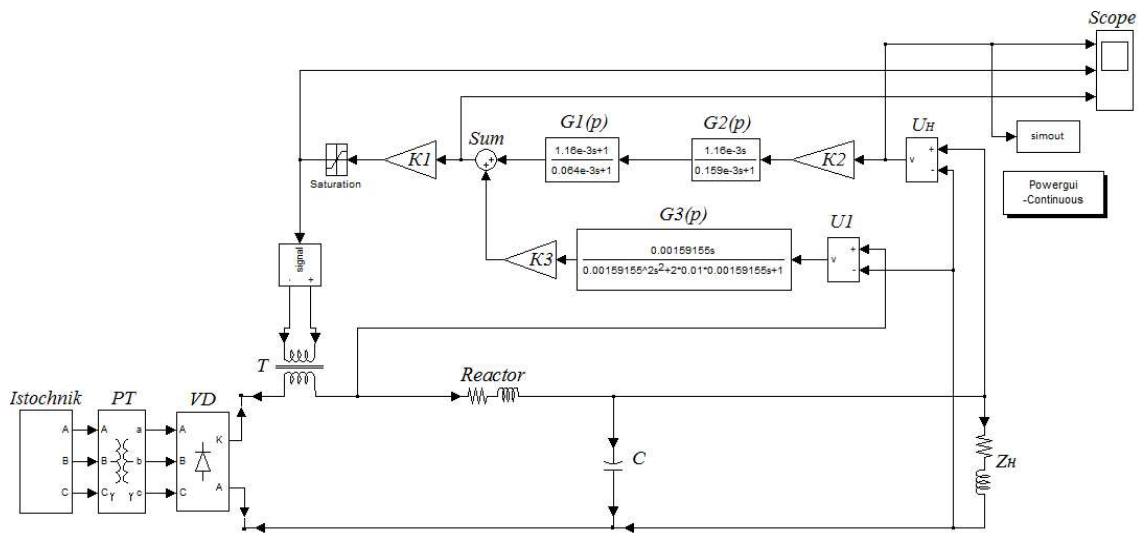 Scope
G1(p)
G2(p)
UH
Sum
K1
1.16e-3s+1
0.064e-3s+1
1.16e-3s
0.159e-3s+1
K2
v
+
-
simout
Saturation
+
+
Powergui
-Continuous
G3(p)
U1
signal
-
+
K3
0.00159155s
0.00159155^2s²+2*0.01*0.00159155s+1
v
+
-
T
Reactor
Istochnik
PT
VD
A
A
a
A
K
B
B
b
B
C
C
Y
Y
c
C
A
C
ZH